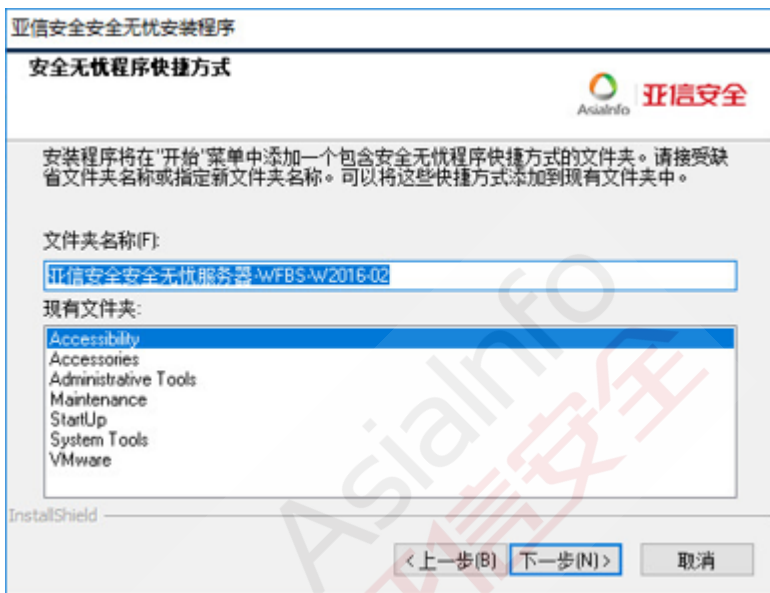 亚信安全安全无忧安装程序
安全无忧程序快捷方式
AsiaInfo 亚信安全
安装程序将在"开始"菜单中添加一个包含安全无忧程序快捷方式的文件夹。请接受缺
省文件夹名称或指定新文件夹名称。可以将这些快捷方式添加到现有文件夹中。
文件夹名称(F):
亚信安全安全无忧服务器-WFBS-W2016-02
现有文件夹:
Accessibility
Accessories
Administrative Tools
Maintenance
StartUp
System Tools
VMware
InstallShield
<上一步(B) 下一步(N)> 取消
AsiaInfo
亚信安全